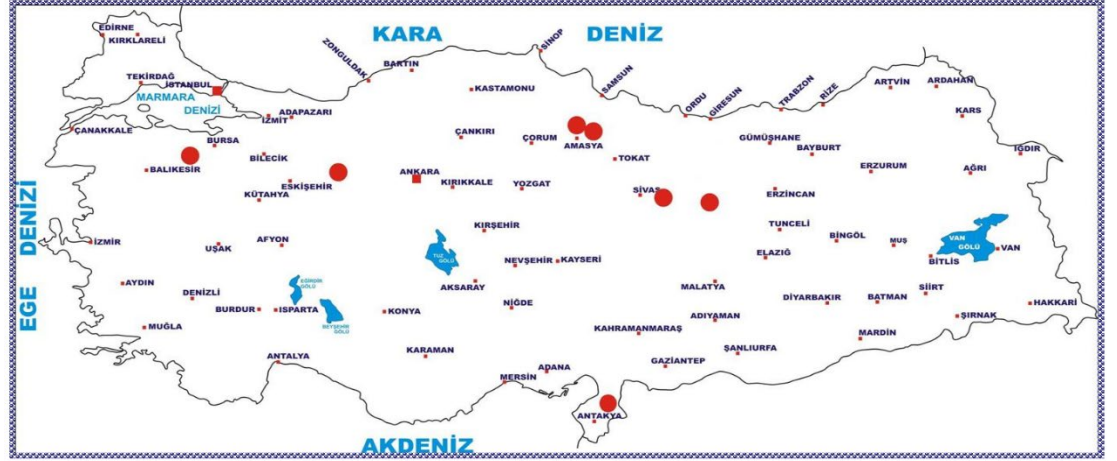 KARA DENİZ
EDİRNE
KIRKLARELİ
TEKİRDAĞ
İSTANBUL
MARMARA
DENİZİ
ÇANAKKALE
İZMİT
ADAPAZARI
ZONGULDAK
BARTIN
KASTAMONU
SİNOP
SAMSUN
ORDU
GİRESUN
TRABZON
RİZE
ARTVİN
ARDAHAN
KARS
IĞDIR
BURSA
BİLECİK
BALIKESİR
ESKİŞEHİR
KÜTAHYA
ANKARA
KIRIKKALE
ÇANKIRI
ÇORUM
AMASYA
TOKAT
YOZGAT
SİVAS
GÜMÜŞHANE
BAYBURT
ERZURUM
AĞRI
ERZİNCAN
EGE DENİZİ
İZMİR
UŞAK
AFYON
KIRŞEHİR
TUZ
GÖLÜ
NEVŞEHİR
KAYSERİ
AKSARAY
NİĞDE
TUNCELİ
ELAZIĞ
BİNGÖL
MUŞ
VAN
GÖLÜ
VAN
BİTLİS
AYDIN
DENİZLİ
BURDUR
ISPARTA
EĞİRDİR
GÖLÜ
BEYŞEHİR
GÖLÜ
KONYA
MALATYA
DİYARBAKIR
BATMAN
SİİRT
HAKKARİ
ŞIRNAK
MUĞLA
ANTALYA
KARAMAN
MERSİN
ADANA
KAHRAMANMARAŞ
ADIYAMAN
GAZİANTEP
ŞANLIURFA
MARDİN
ANTAKYA
AKDENİZ